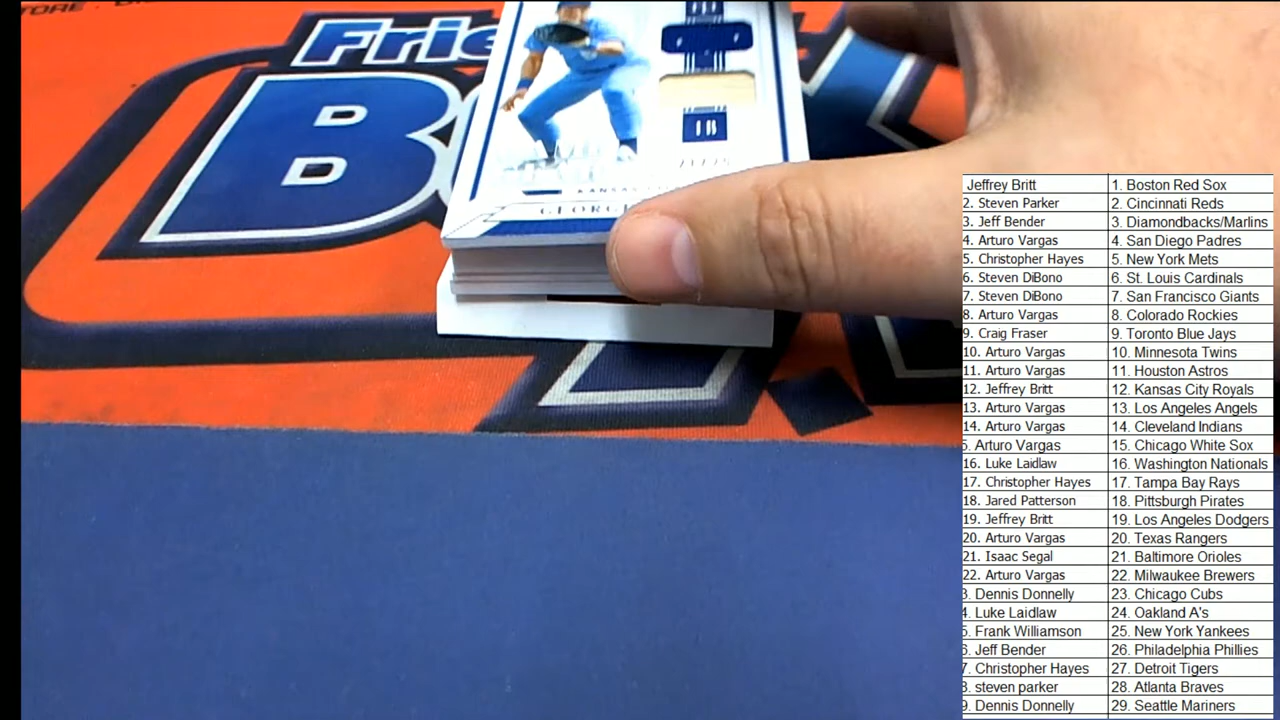 TORE
Frie
B
18
KANSAS
GEORGE
Jeffrey Britt 1. Boston Red Sox
2. Steven Parker 2. Cincinnati Reds
3. Jeff Bender 3. Diamondbacks/Marlins
4. Arturo Vargas 4. San Diego Padres
5. Christopher Hayes 5. New York Mets
6. Steven DiBono 6. St. Louis Cardinals
7. Steven DiBono 7. San Francisco Giants
8. Arturo Vargas 8. Colorado Rockies
9. Craig Fraser 9. Toronto Blue Jays
10. Arturo Vargas 10. Minnesota Twins
11. Arturo Vargas 11. Houston Astros
12. Jeffrey Britt 12. Kansas City Royals
13. Arturo Vargas 13. Los Angeles Angels
14. Arturo Vargas 14. Cleveland Indians
5. Arturo Vargas 15. Chicago White Sox
16. Luke Laidlaw 16. Washington Nationals
17. Christopher Hayes 17. Tampa Bay Rays
18. Jared Patterson 18. Pittsburgh Pirates
19. Jeffrey Britt 19. Los Angeles Dodgers
20. Arturo Vargas 20. Texas Rangers
21. Isaac Segal 21. Baltimore Orioles
22. Arturo Vargas 22. Milwaukee Brewers
3. Dennis Donnelly 23. Chicago Cubs
4. Luke Laidlaw 24. Oakland A's
5. Frank Williamson 25. New York Yankees
6. Jeff Bender 26. Philadelphia Phillies
7. Christopher Hayes 27. Detroit Tigers
8. steven parker 28. Atlanta Braves
9. Dennis Donnelly 29. Seattle Mariners